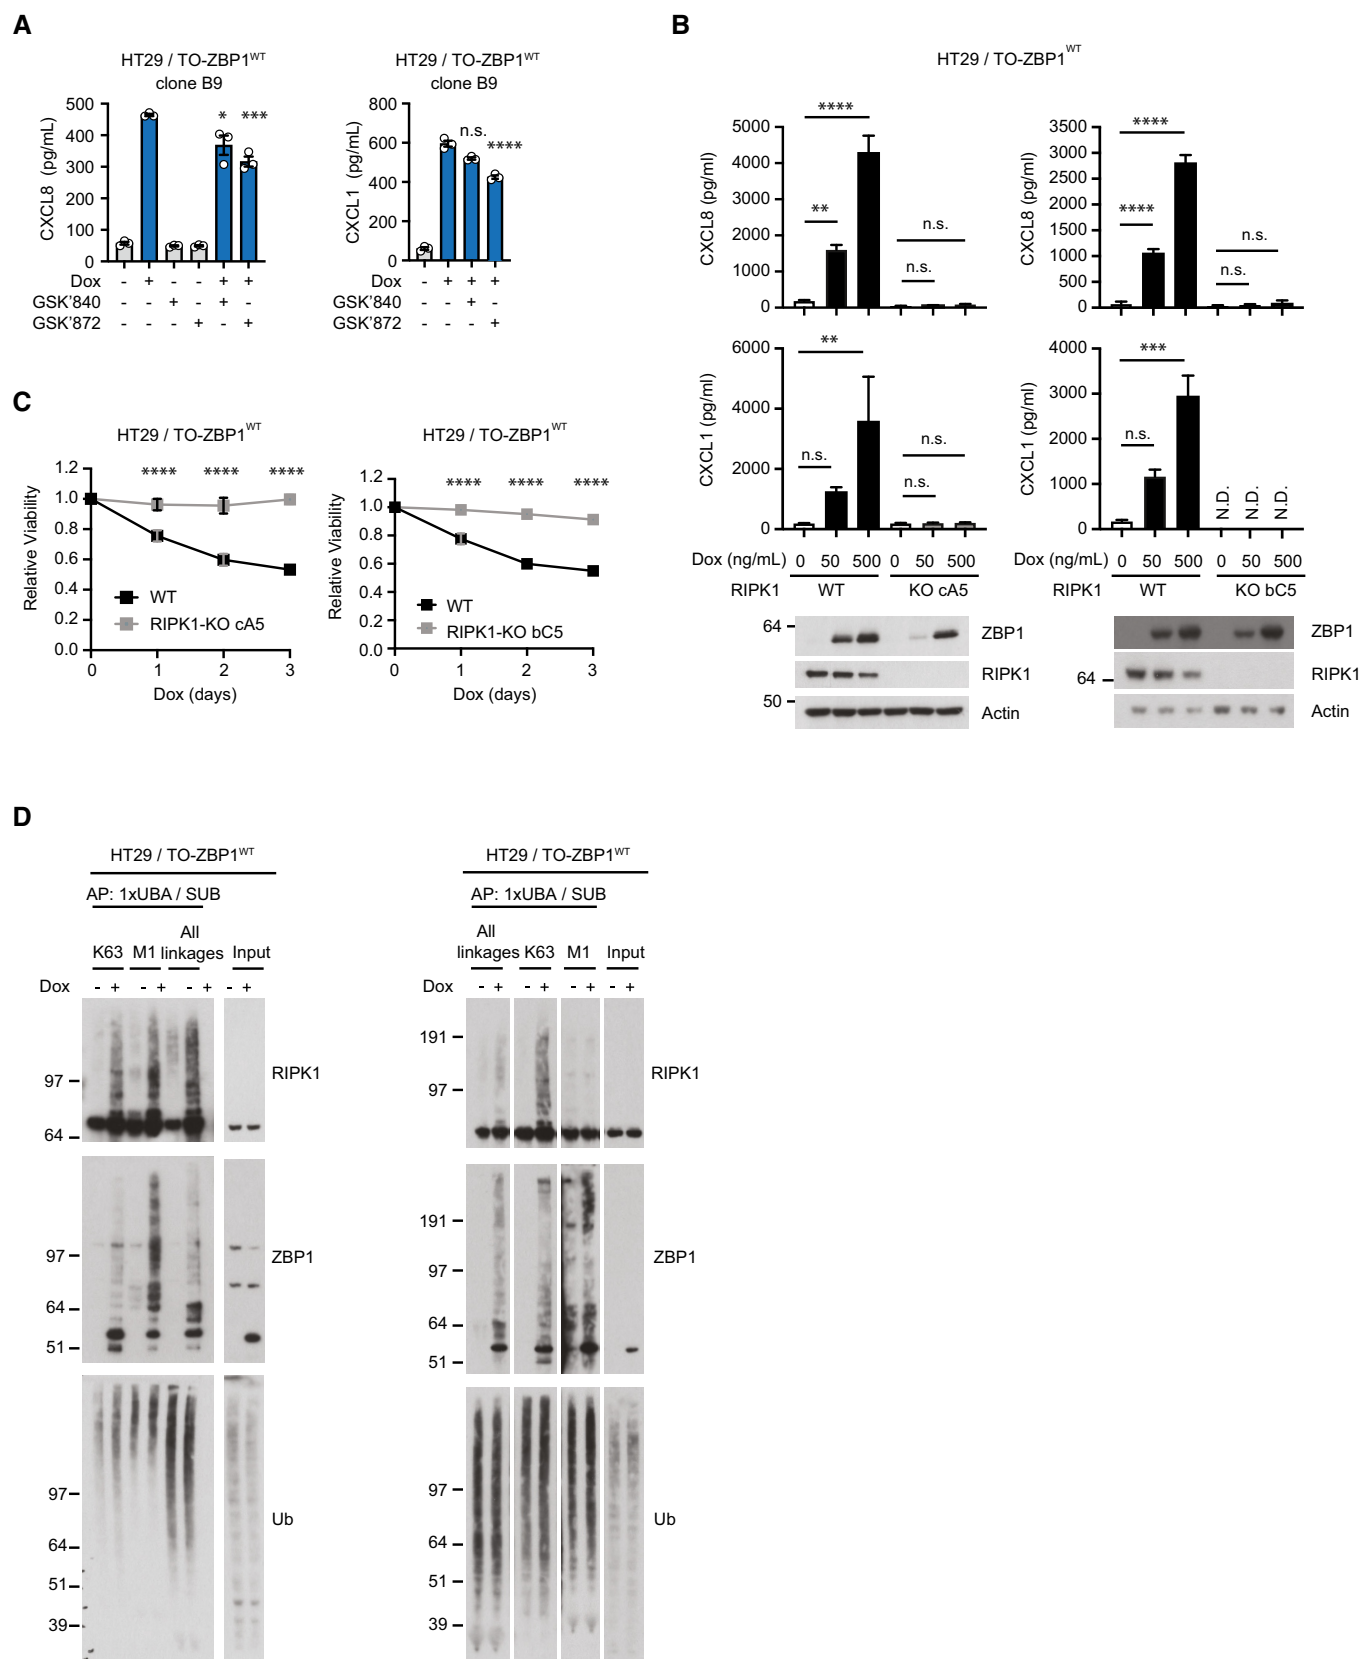 A
HT29 / TO-ZBP1WT
clone B9
CXCL8 (pg/mL)
500
400
300
200
100
0
* ***
Dox - + - - + +
GSK'840 - - + - + -
GSK'872 - - - + - +
HT29 / TO-ZBP1WT
clone B9
CXCL1 (pg/mL)
800
600
400
200
0
n.s.
****
Dox - + + +
GSK'840 - - + -
GSK'872 - - - +
B
HT29 / TO-ZBP1WT
CXCL8 (pg/ml)
5000
4000
3000
2000
1000
0
****
**
n.s.
n.s.
CXCL8 (pg/ml)
3500
3000
2500
2000
1500
1000
500
0
****
****
n.s.
n.s.
CXCL1 (pg/ml)
6000
4000
2000
0
**
n.s.
n.s.
n.s.
CXCL1 (pg/ml)
4000
3000
2000
1000
0
***
n.s.
N.D.
N.D.
N.D.
Dox (ng/mL) 0 50 500 0 50 500
RIPK1 WT KO cA5
64
50
ZBP1
RIPK1
Actin
Dox (ng/mL) 0 50 500 0 50 500
RIPK1 WT KO bC5
64
ZBP1
RIPK1
Actin
C
HT29 / TO-ZBP1WT
Relative Viability
1.2
1.0
0.8
0.6
0.4
0.2
0.0
**** **** ****
WT
RIPK1-KO cA5
0 1 2 3
Dox (days)
HT29 / TO-ZBP1WT
Relative Viability
1.2
1.0
0.8
0.6
0.4
0.2
0.0
**** **** ****
WT
RIPK1-KO bC5
0 1 2 3
Dox (days)
D
HT29 / TO-ZBP1WT
AP: 1xUBA / SUB
All
K63 M1 linkages Input
Dox - + - + - + - +
97
64
RIPK1
97
64
51
ZBP1
97
64
51
39
Ub
HT29 / TO-ZBP1WT
AP: 1xUBA / SUB
All
linkages K63 M1 Input
Dox - + - + - + - +
191
97
RIPK1
191
97
64
51
ZBP1
97
64
51
39
Ub